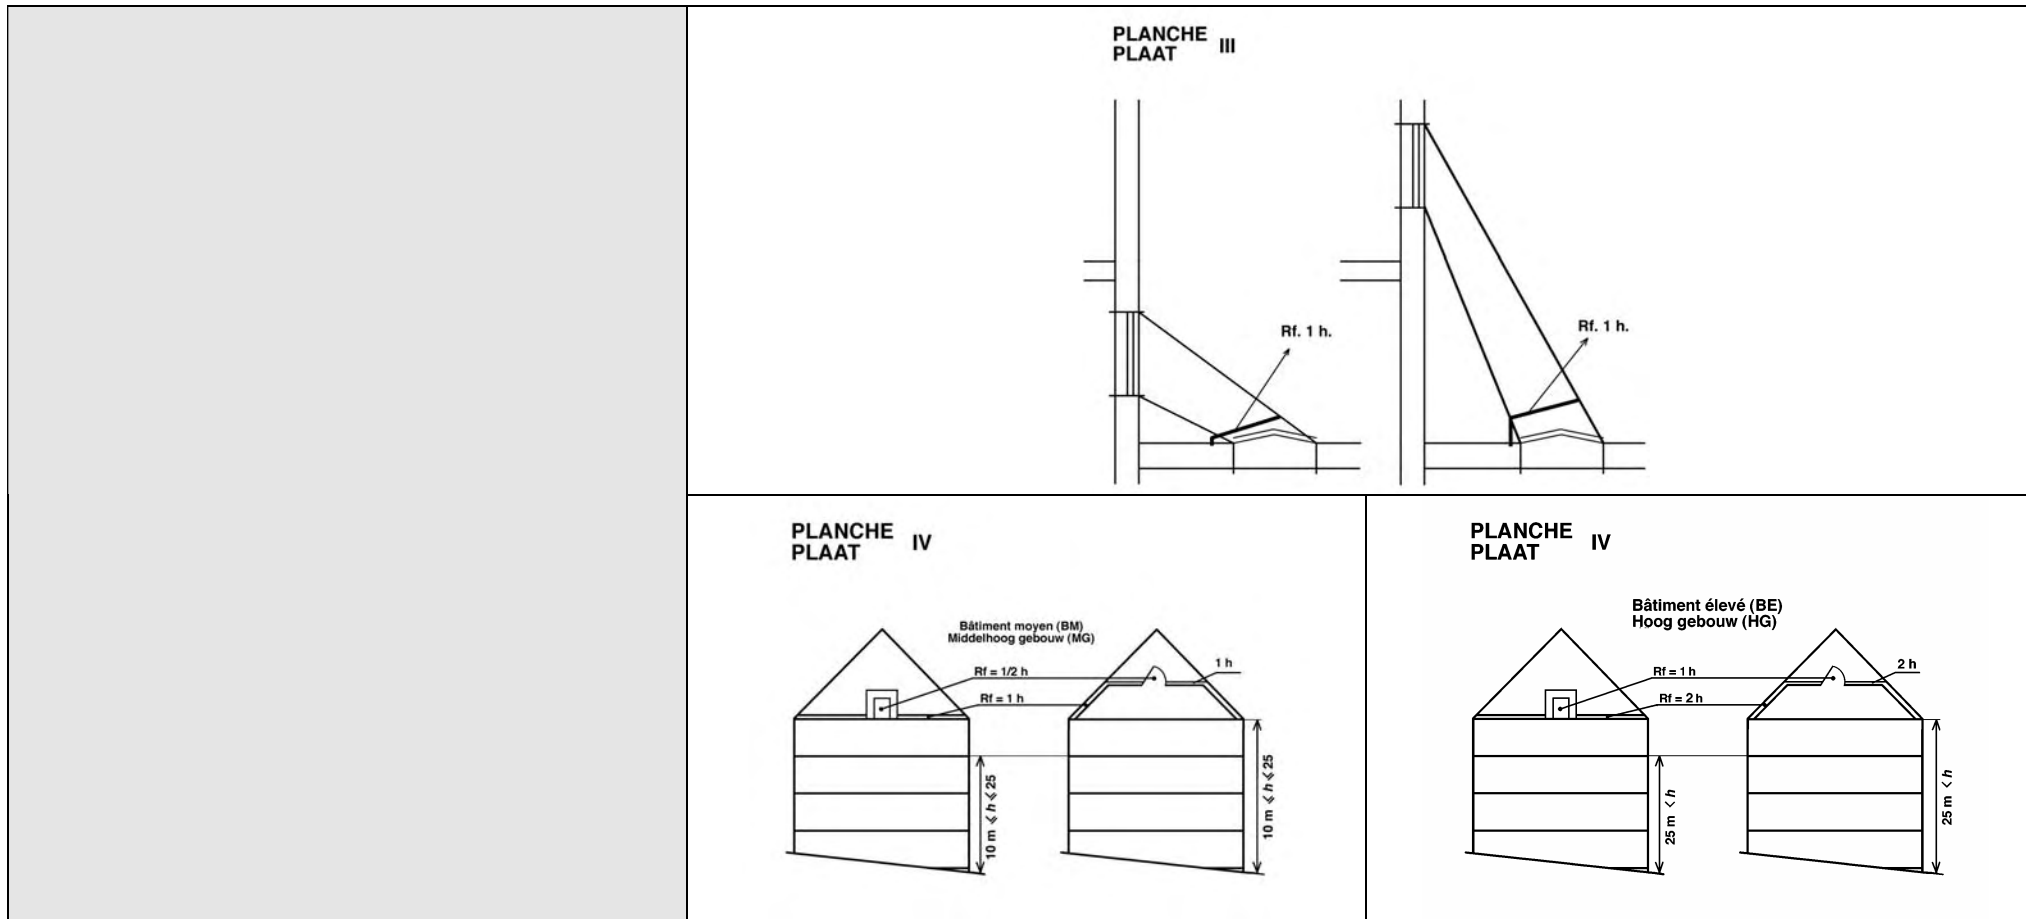 PLANCHE
PLAAT III
Rf. 1 h.
Rf. 1 h.
PLANCHE
PLAAT IV
Bâtiment moyen (BM)
Middelhoog gebouw (MG)
1 h
Rf = 1/2 h
Rf = 1 h
10 m ⩽ h ⩽ 25
10 m ⩽ h ⩽ 25
PLANCHE
PLAAT IV
Bâtiment élevé (BE)
Hoog gebouw (HG)
2 h
Rf = 1 h
Rf = 2 h
25 m < h
25 m < h